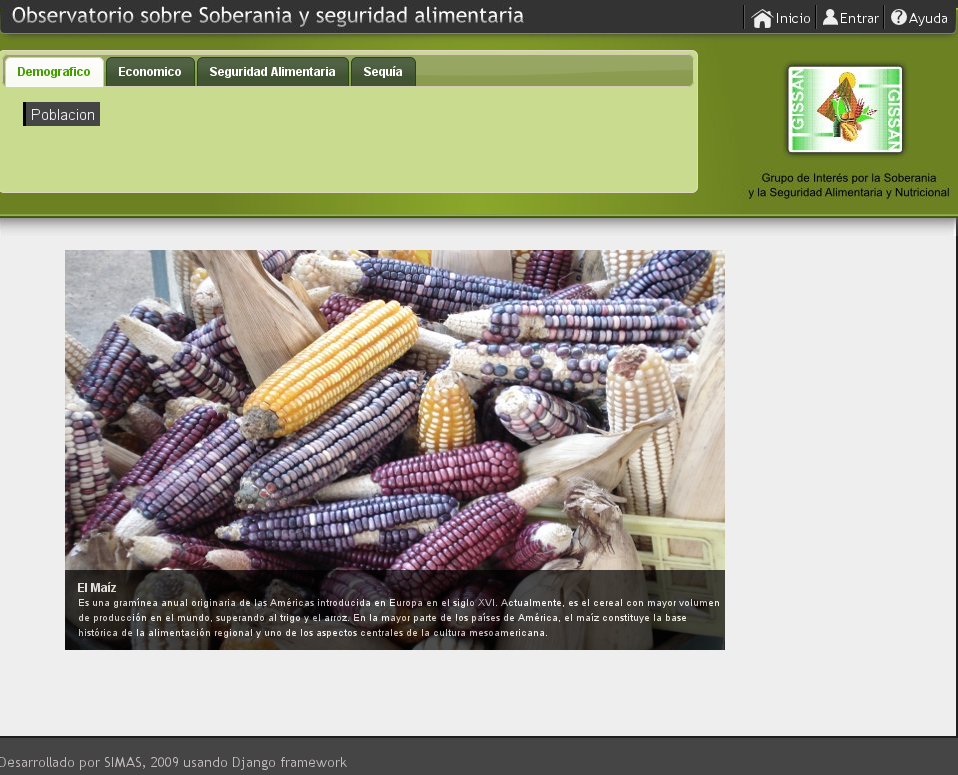 Observatorio sobre Soberania y seguridad alimentaria
Inicio
Entrar
Ayuda
Demografico
Economico
Seguridad Alimentaria
Sequía
Poblacion
GISSAN
GISSAN
Grupo de Interés por la Soberania
y la Seguridad Alimentaria y Nutricional
El Maíz
Es una gramínea anual originaria de las Américas introducida en Europa en el siglo XVI. Actualmente, es el cereal con mayor volumen
de producción en el mundo, superando al trigo y el arroz. En la mayor parte de los países de América, el maíz constituye la base
histórica de la alimentación regional y uno de los aspectos centrales de la cultura mesoamericana.
Desarrollado por SIMAS, 2009 usando Django framework